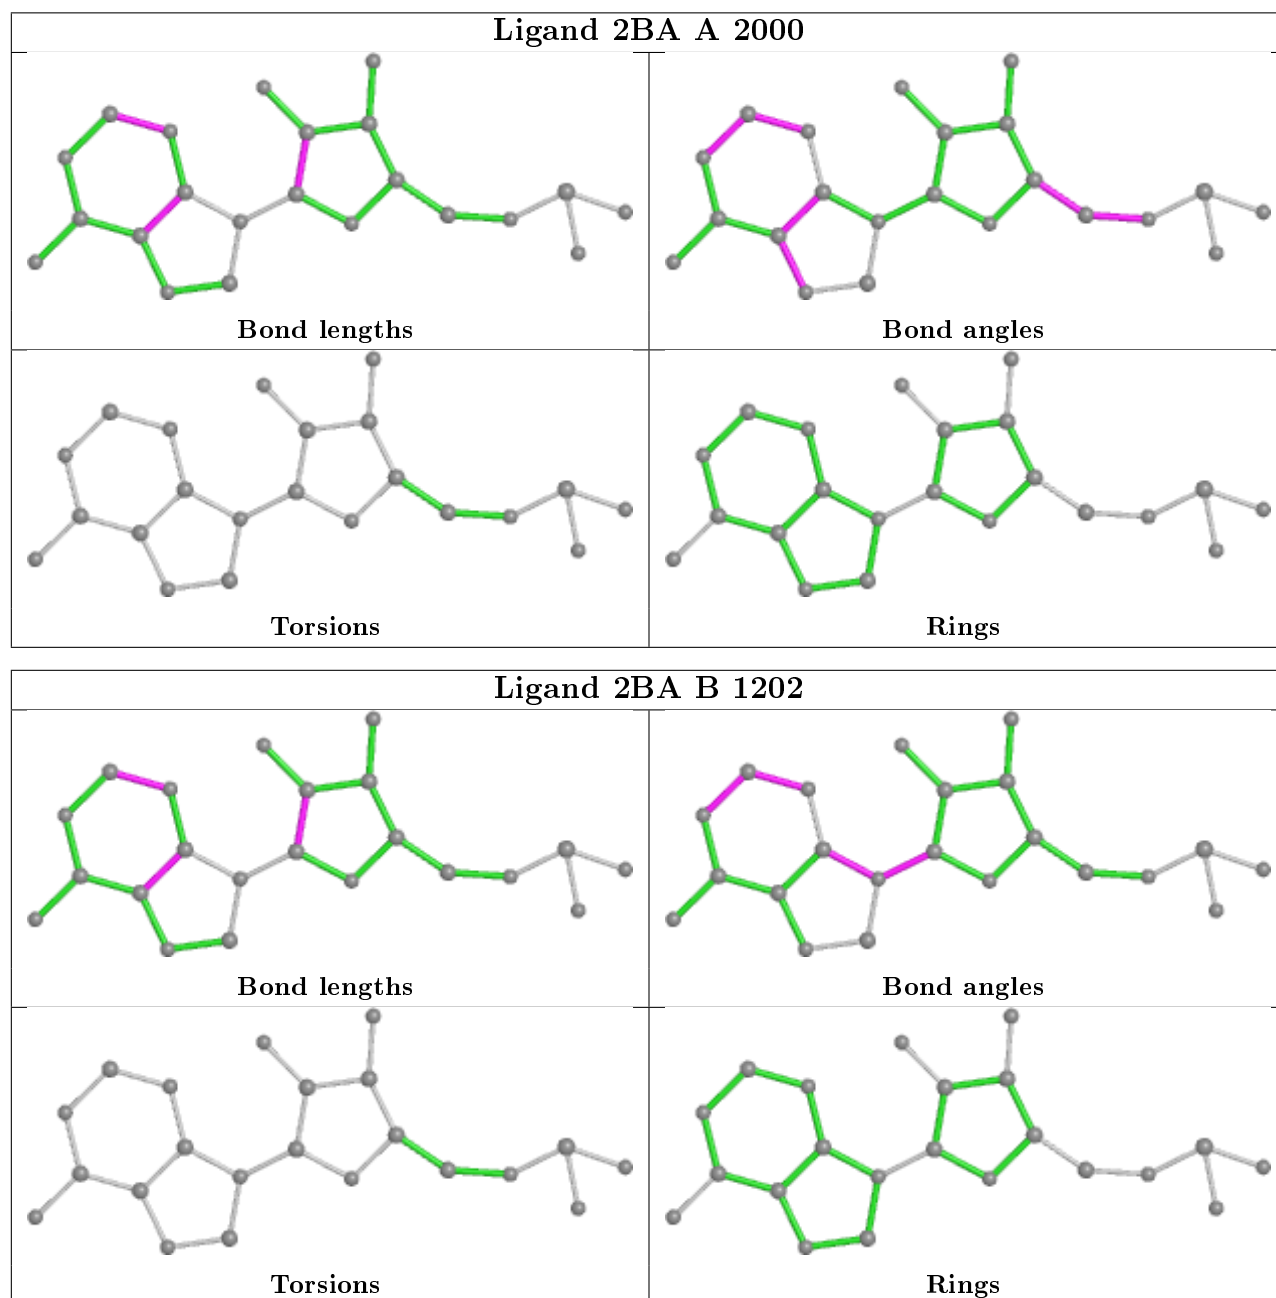 Ligand 2BA A 2000
Bond lengths
Bond angles
Torsions
Rings
Ligand 2BA B 1202
Bond lengths
Bond angles
Torsions
Rings